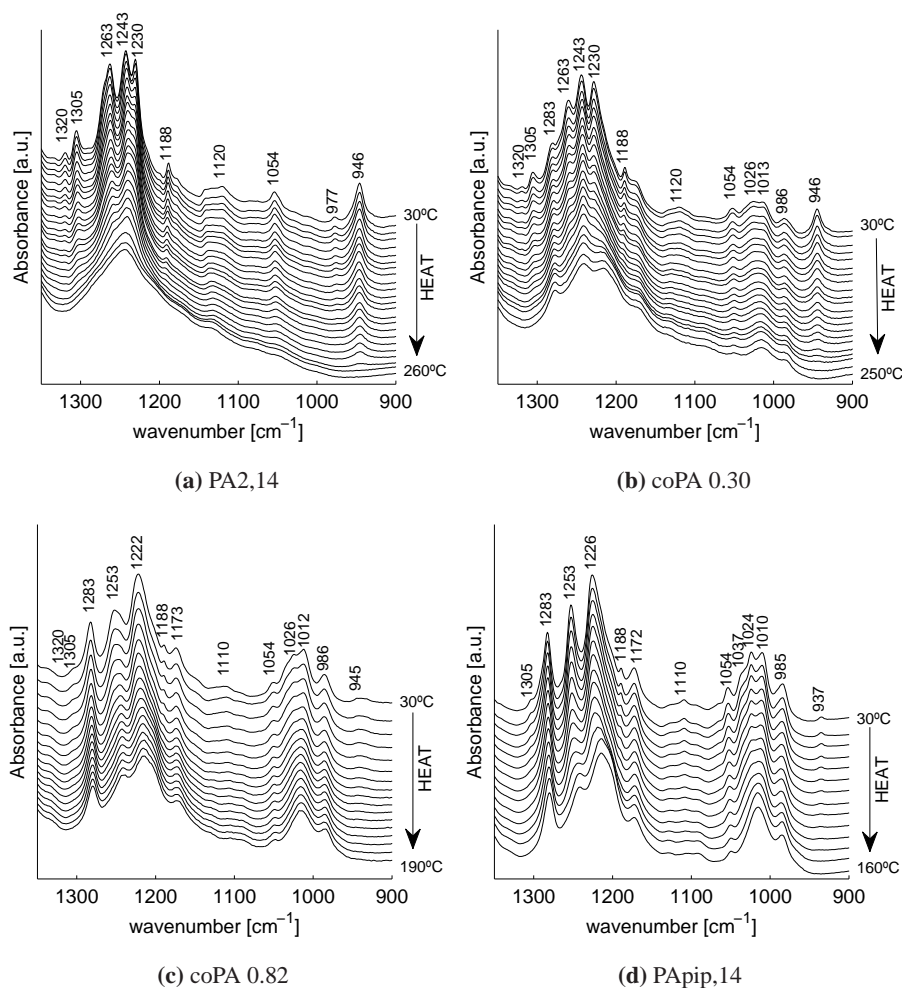 1320
1305
1263
1243
1230
1188
1120
1054
977
946
30ºC
HEAT
260ºC
Absorbance [a.u.]
1300 1200 1100 1000 900
wavenumber [cm⁻¹]
(a) PA2,14
1320
1305
1283
1263
1243
1230
1188
1120
1054
1026
1013
986
946
30ºC
HEAT
250ºC
Absorbance [a.u.]
1300 1200 1100 1000 900
wavenumber [cm⁻¹]
(b) coPA 0.30
1320
1305
1283
1253
1222
1188
1173
1110
1054
1026
1012
986
945
30ºC
HEAT
190ºC
Absorbance [a.u.]
1300 1200 1100 1000 900
wavenumber [cm⁻¹]
(c) coPA 0.82
1305
1283
1253
1226
1188
1172
1110
1054
1037
1024
1010
985
937
30ºC
HEAT
160ºC
Absorbance [a.u.]
1300 1200 1100 1000 900
wavenumber [cm⁻¹]
(d) PApip,14